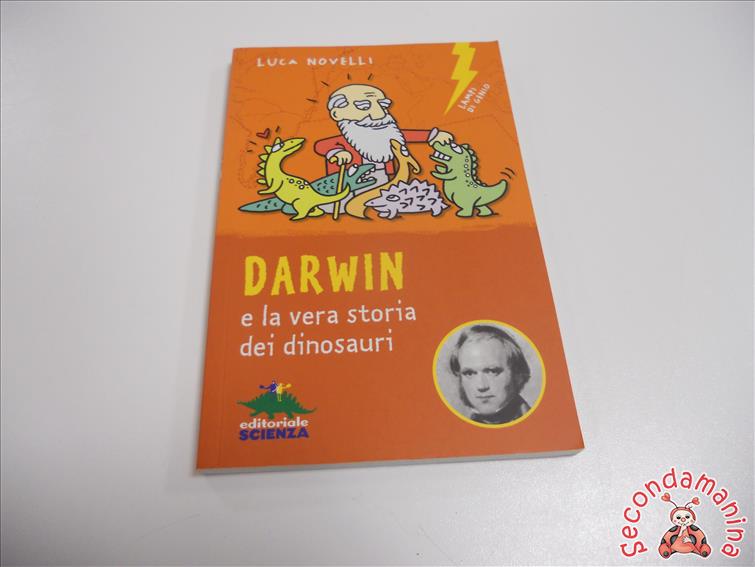 LUCA NOVELLI
LAMPI
DI GENIO
DARWIN
e la vera storia
dei dinosauri
editoriale
SCIENZA
Secondamanina